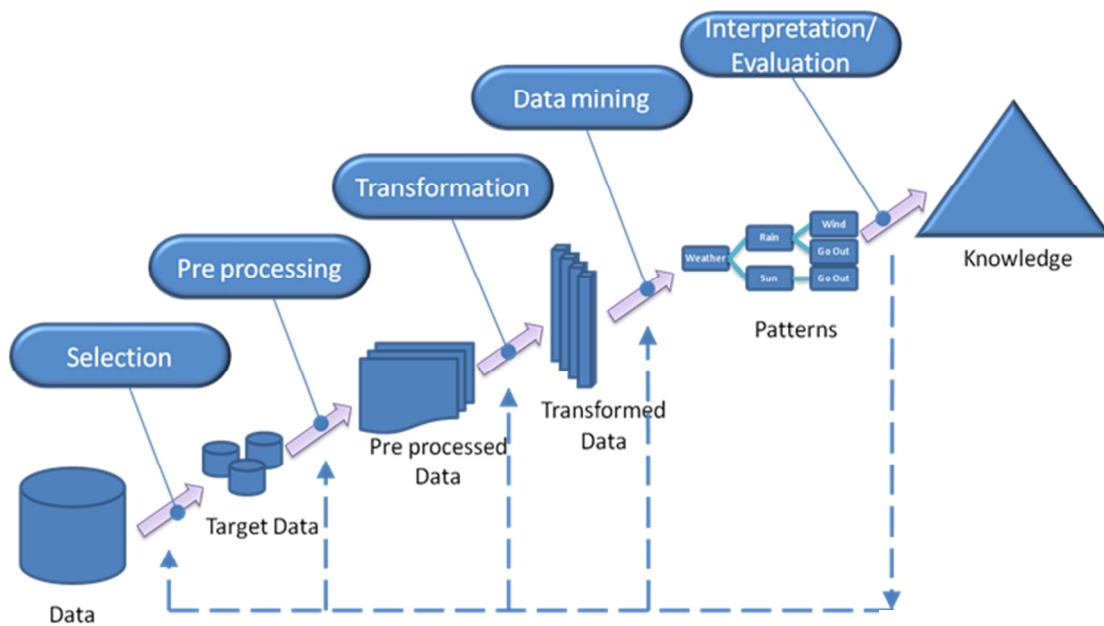 Interpretation/
Evaluation
Data mining
Transformation
Pre processing
Selection
Weather
Rain
Sun
Wind
Go Out
Go Out
Knowledge
Patterns
Transformed
Data
Pre processed
Data
Target Data
Data